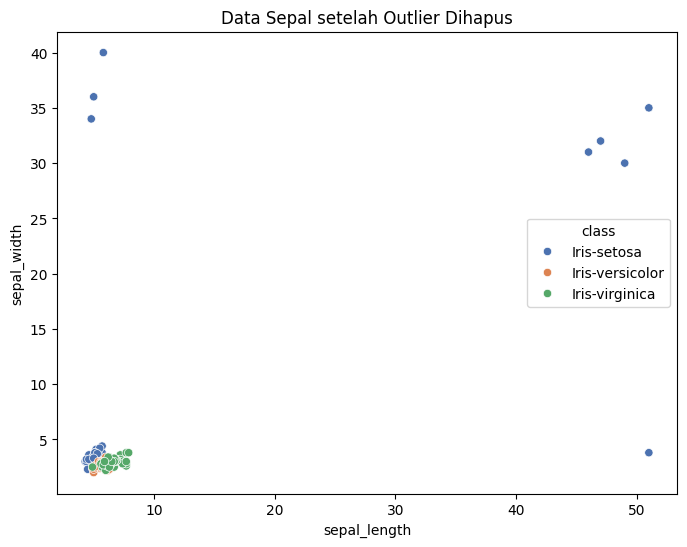 Data Sepal setelah Outlier Dihapus
sepal_width
40
35
30
25
20
15
10
5
class
Iris-setosa
Iris-versicolor
Iris-virginica
10
20
30
40
50
sepal_length